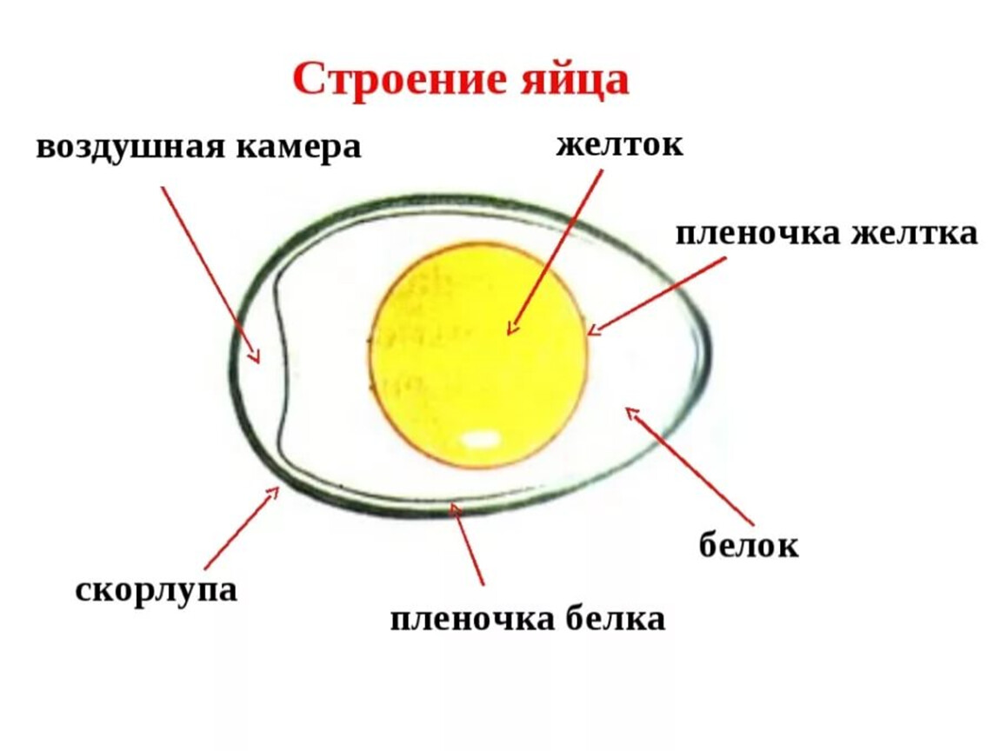 Строение яйца
воздушная камера
желток
пленочка желтка
белок
скорлупа
пленочка белка